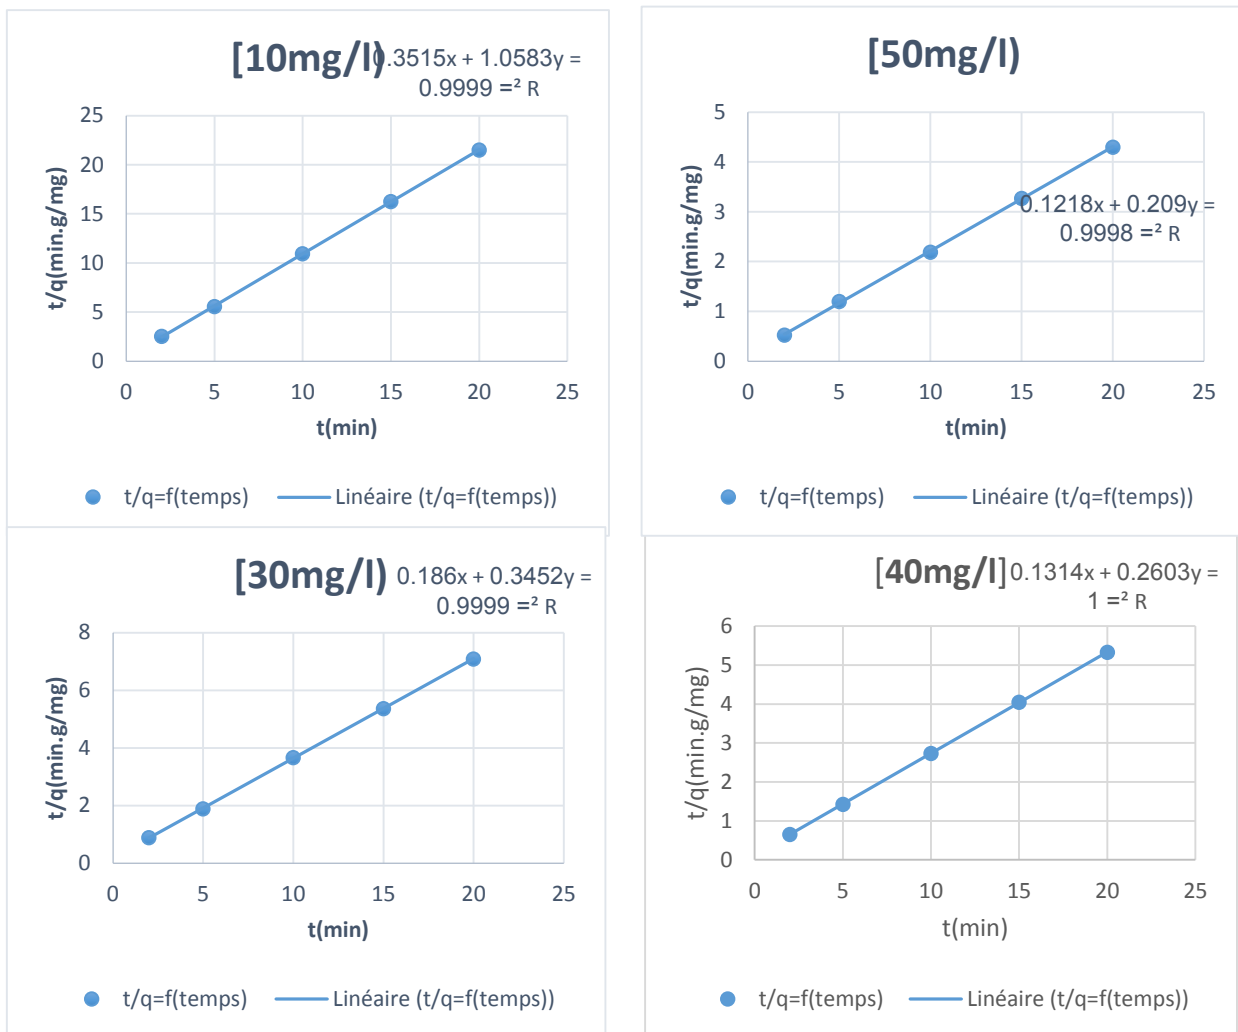 [10mg/l)
0.3515x + 1.0583y =
0.9999 =² R
25
20
15
10
5
0
0 5 10 15 20 25
t/q(min.g/mg)
t(min)
t/q=f(temps) Linéaire (t/q=f(temps))
[50mg/l)
0.1218x + 0.209y =
0.9998 =² R
5
4
3
2
1
0
0 5 10 15 20 25
t/q(min.g/mg)
t(min)
t/q=f(temps) Linéaire (t/q=f(temps))
[30mg/l)
0.186x + 0.3452y =
0.9999 =² R
8
6
4
2
0
0 5 10 15 20 25
t/q(min.g/mg)
t(min)
t/q=f(temps) Linéaire (t/q=f(temps))
[40mg/l]
0.1314x + 0.2603y =
1 =² R
6
5
4
3
2
1
0
0 5 10 15 20 25
t/q(min.g/mg)
t(min)
t/q=f(temps) Linéaire (t/q=f(temps))